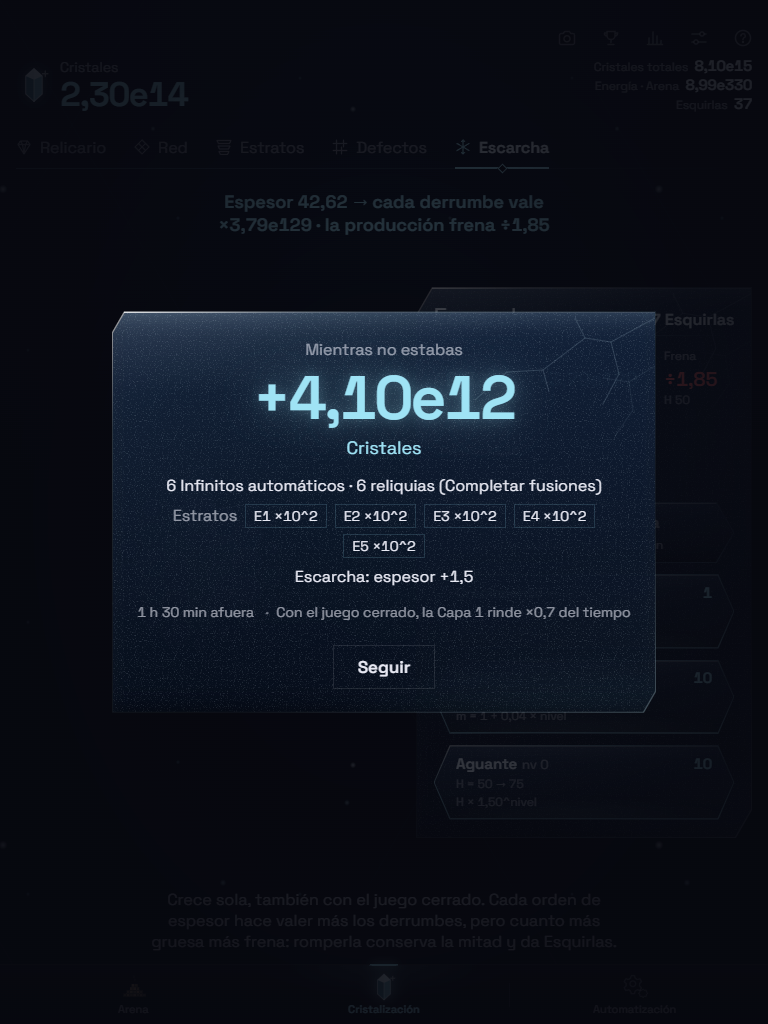 Cristales
2,30e14
Cristales totales 8,10e15
Energía · Arena 8,99e330
Esquirlas 37
Relicario
Red
Estratos
Defectos
Escarcha
Espesor 42,62 → cada derrumbe vale
×3,79e129 · la producción frena ÷1,85
7 Esquirlas
Frena
÷1,85
H 50
Mientras no estabas
+4,10e12
Cristales
6 Infinitos automáticos · 6 reliquias (Completar fusiones)
Estratos E1 ×10^2 E2 ×10^2 E3 ×10^2 E4 ×10^2
E5 ×10^2
Escarcha: espesor +1,5
1 h 30 min afuera · Con el juego cerrado, la Capa 1 rinde ×0,7 del tiempo
Seguir
1
10
m = 1 + 0,04 × nivel
Aguante nv 0 10
H = 50 → 75
H × 1,50^nivel
Crece sola, también con el juego cerrado. Cada orden de
espesor hace valer más los derrumbes, pero cuanto más
gruesa más frena: romperla conserva la mitad y da Esquirlas.
Arena
Cristalización
Automatización